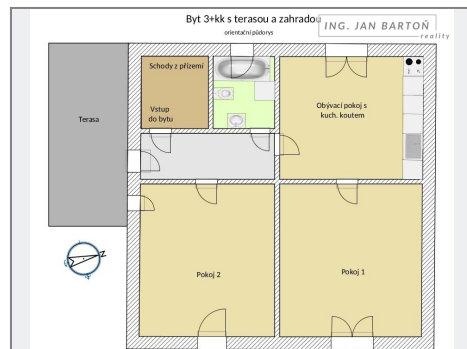 Byt 3+kk s terasou a zahradou
orientační půdorys
ING. JAN BARTOŇ
reality
Schody z přízemí
Vstup
do bytu
Terasa
Obývací pokoj s
kuch. koutem
Pokoj 2
Pokoj 1